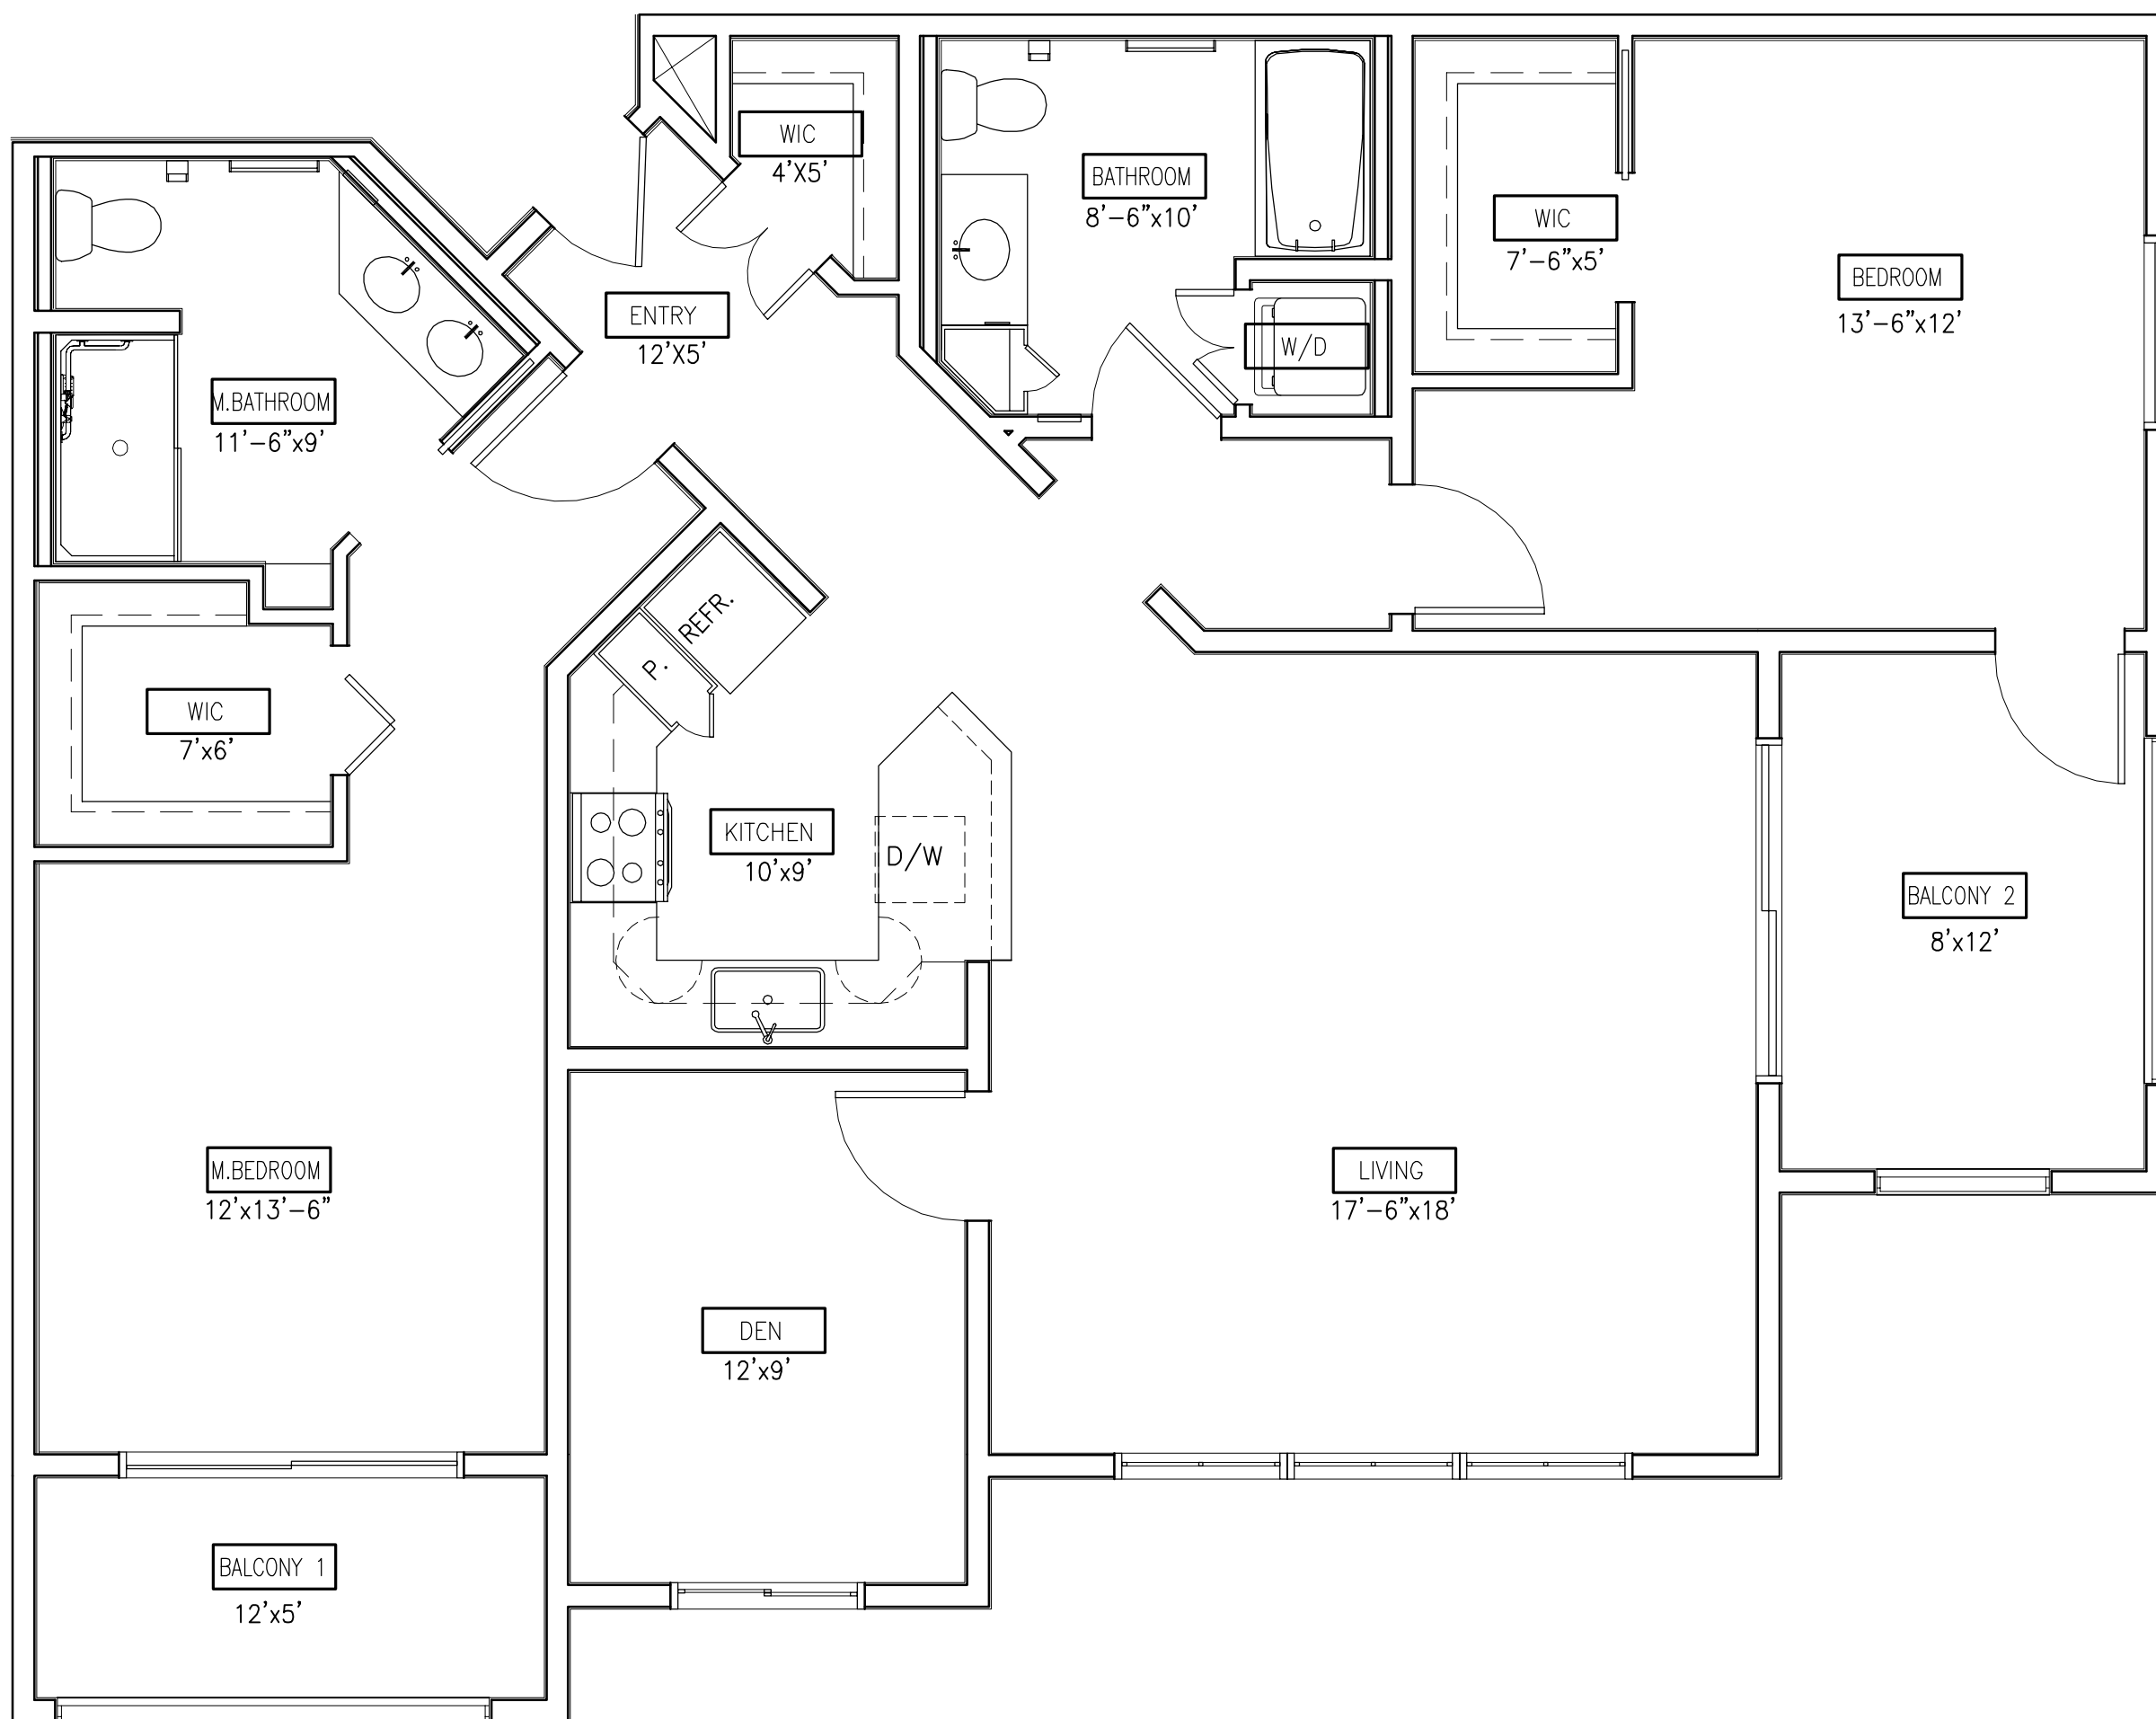 WIC
4'X5'
BATHROOM
8'-6"x10'
WIC
7'-6"x5'
BEDROOM
13'-6"x12'
ENTRY
12'X5'
W/D
M.BATHROOM
11'-6"x9'
REFR.
P.
WIC
7'x6'
KITCHEN
10'x9'
D/W
BALCONY 2
8'x12'
M.BEDROOM
12'x13'-6"
LIVING
17'-6"x18'
DEN
12'x9'
BALCONY 1
12'x5'